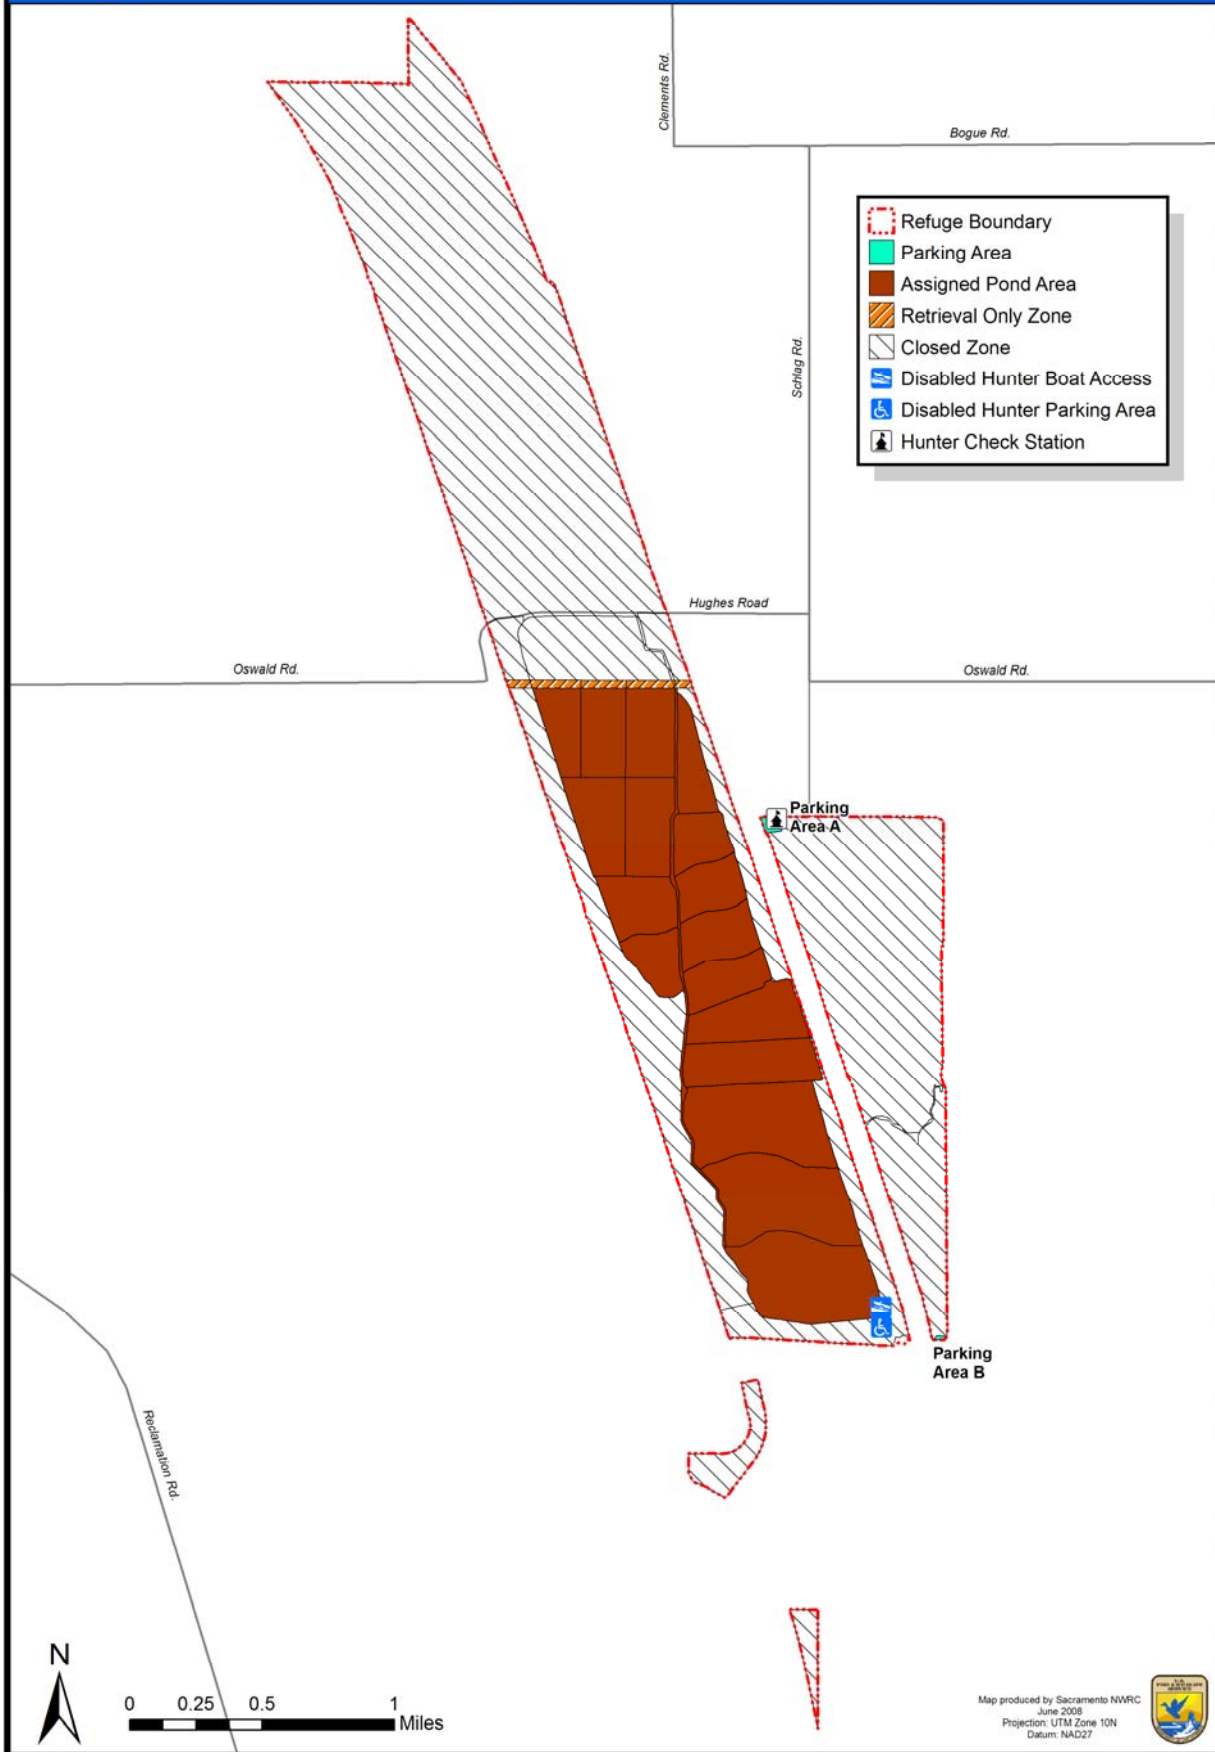 Clements Rd.
Bogue Rd.
Refuge Boundary
Parking Area
Assigned Pond Area
Retrieval Only Zone
Closed Zone
Disabled Hunter Boat Access
Disabled Hunter Parking Area
Hunter Check Station
Schlag Rd.
Hughes Road
Oswald Rd.
Oswald Rd.
Parking
Area A
Parking
Area B
Reclamation Rd.
N
0 0.25 0.5 1
Miles
Map produced by Sacramento NWRC
June 2008
Projection: UTM Zone 10N
Datum: NAD27